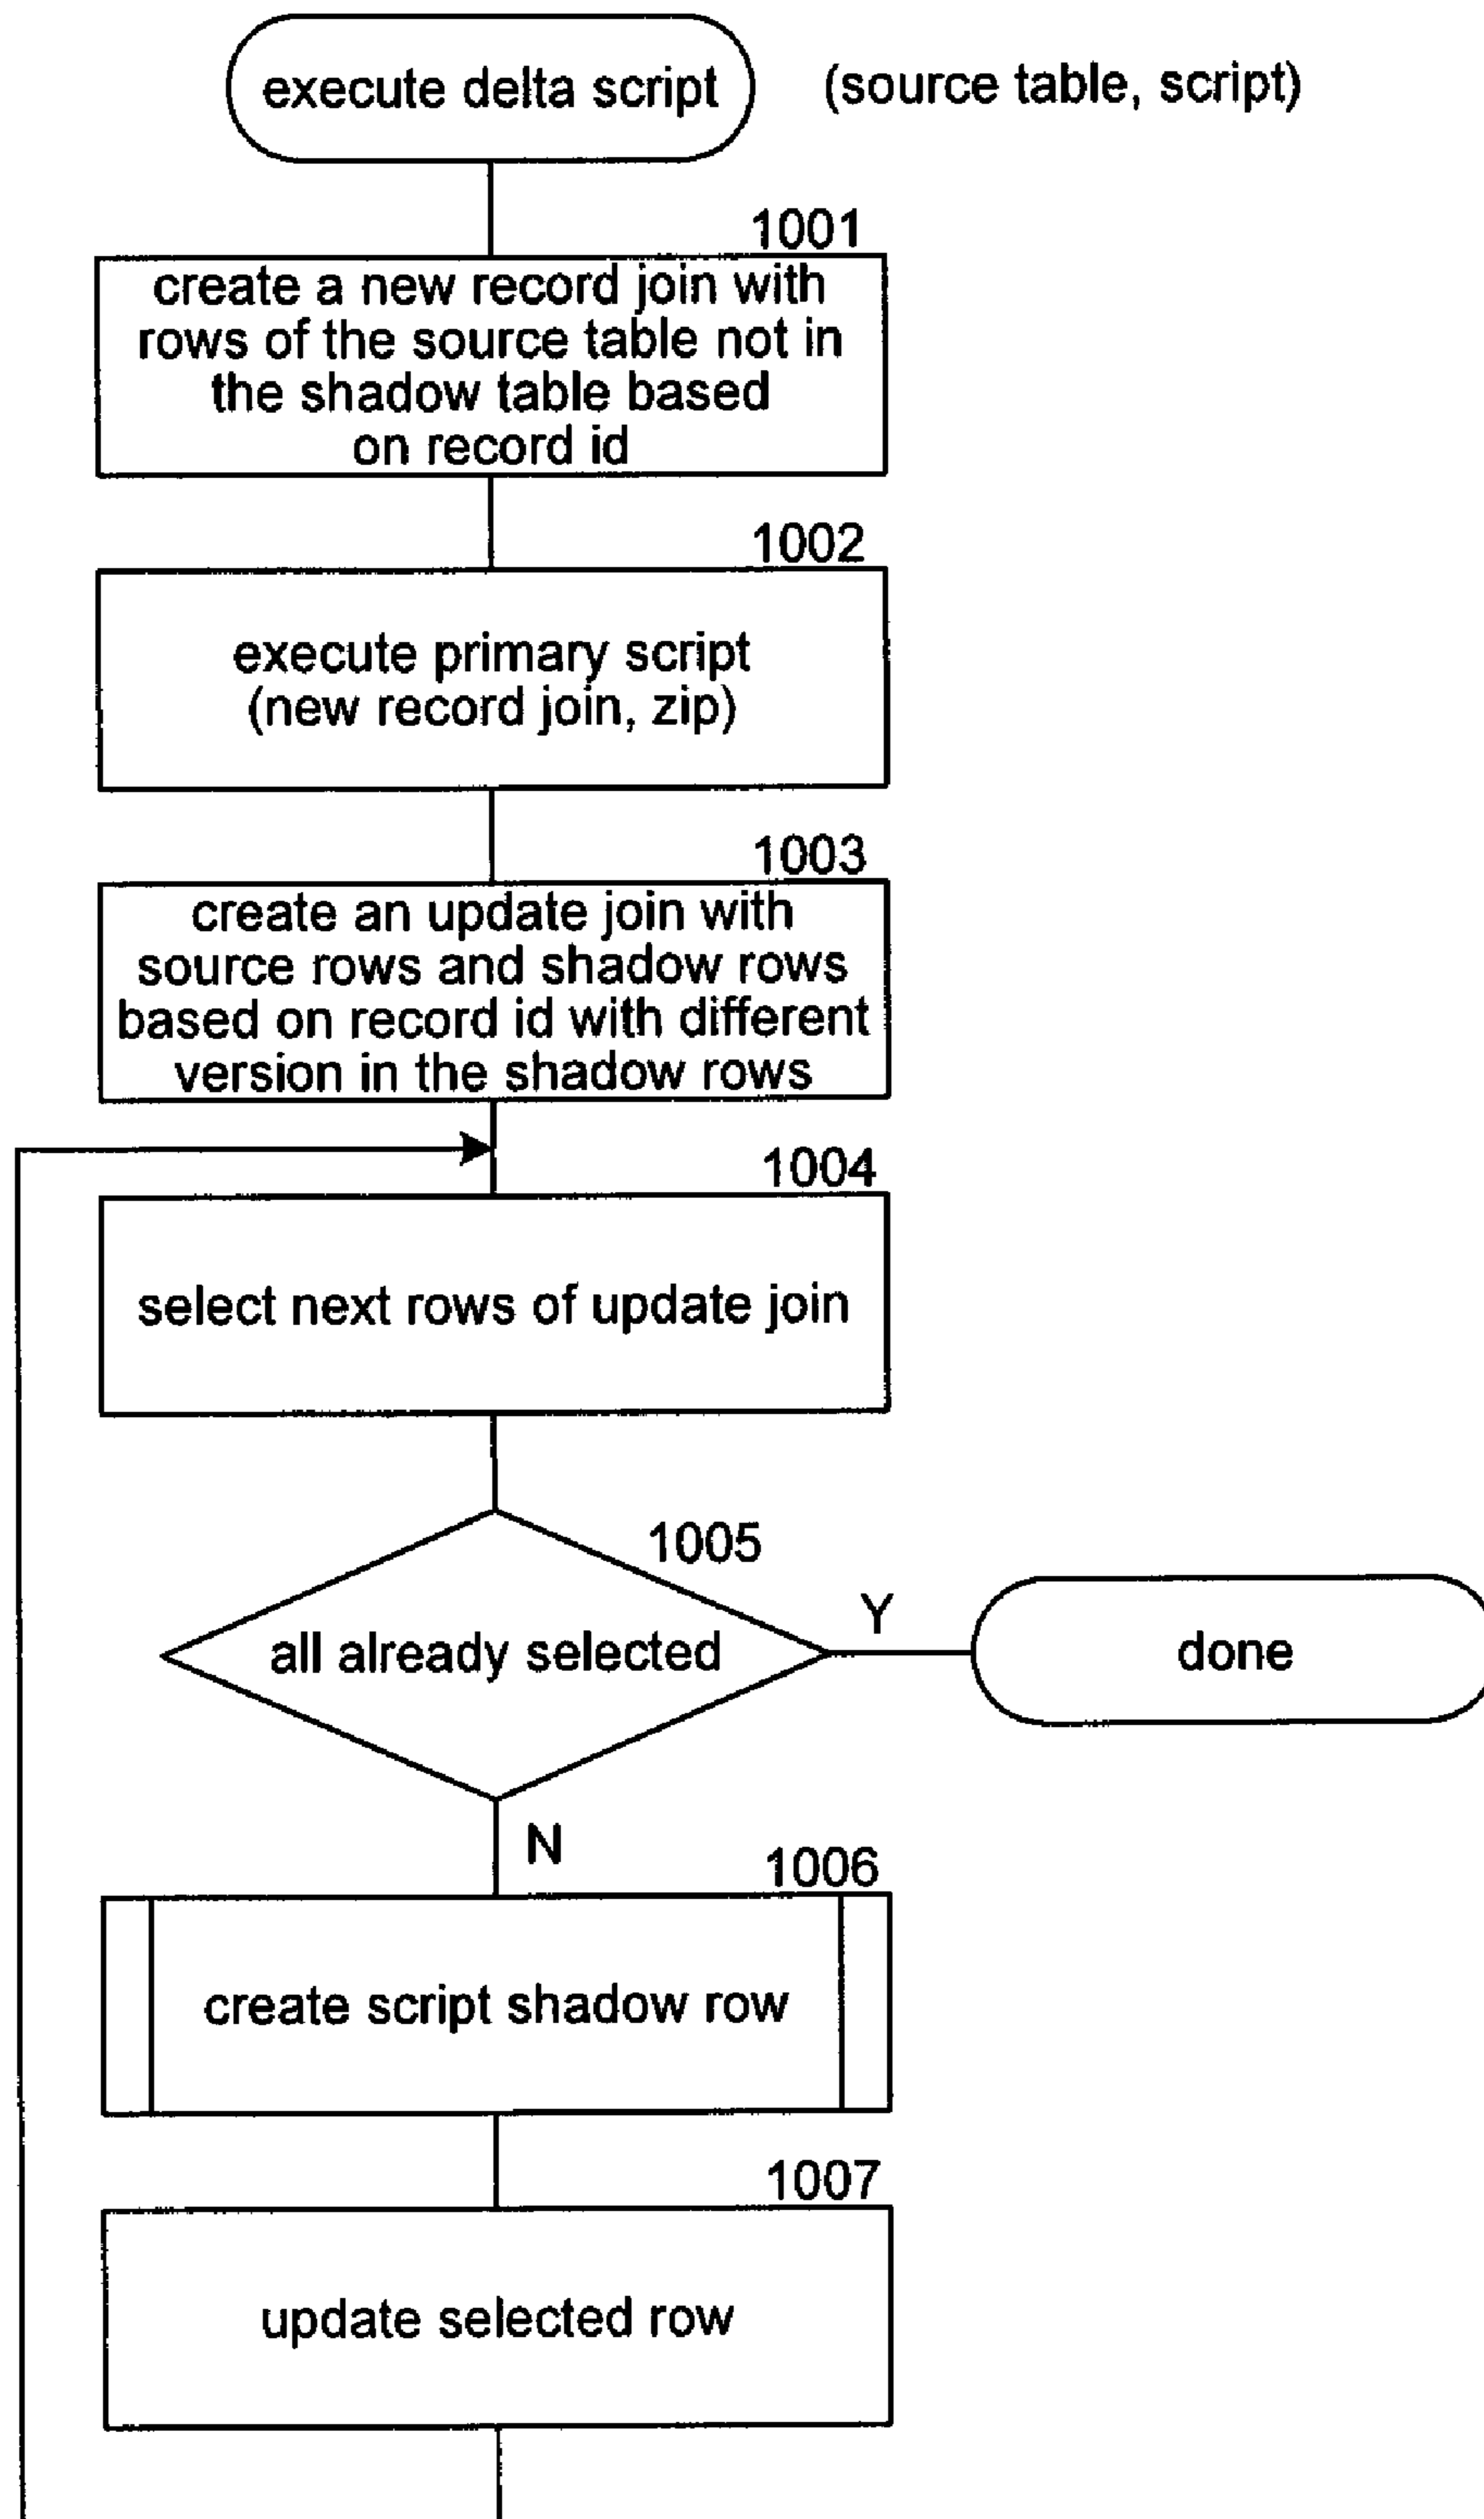 execute delta script (source table, script)
1001
create a new record join with
rows of the source table not in
the shadow table based
on record id
1002
execute primary script
(new record join, zip)
1003
create an update join with
source rows and shadow rows
based on record id with different
version in the shadow rows
1004
select next rows of update join
1005
all already selected
Y
done
N
1006
create script shadow row
1007
update selected row